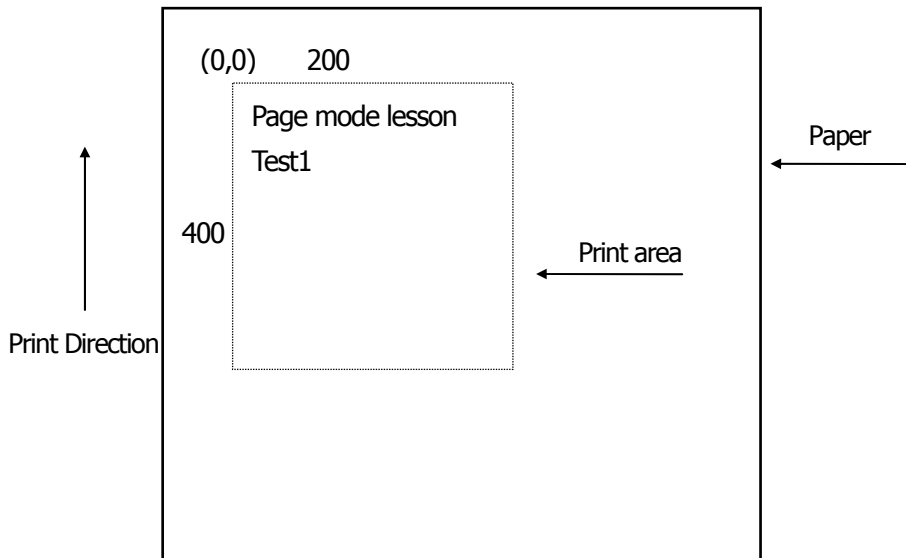 (0,0) 200
Page mode lesson
Test1
Paper
400
Print area
Print Direction